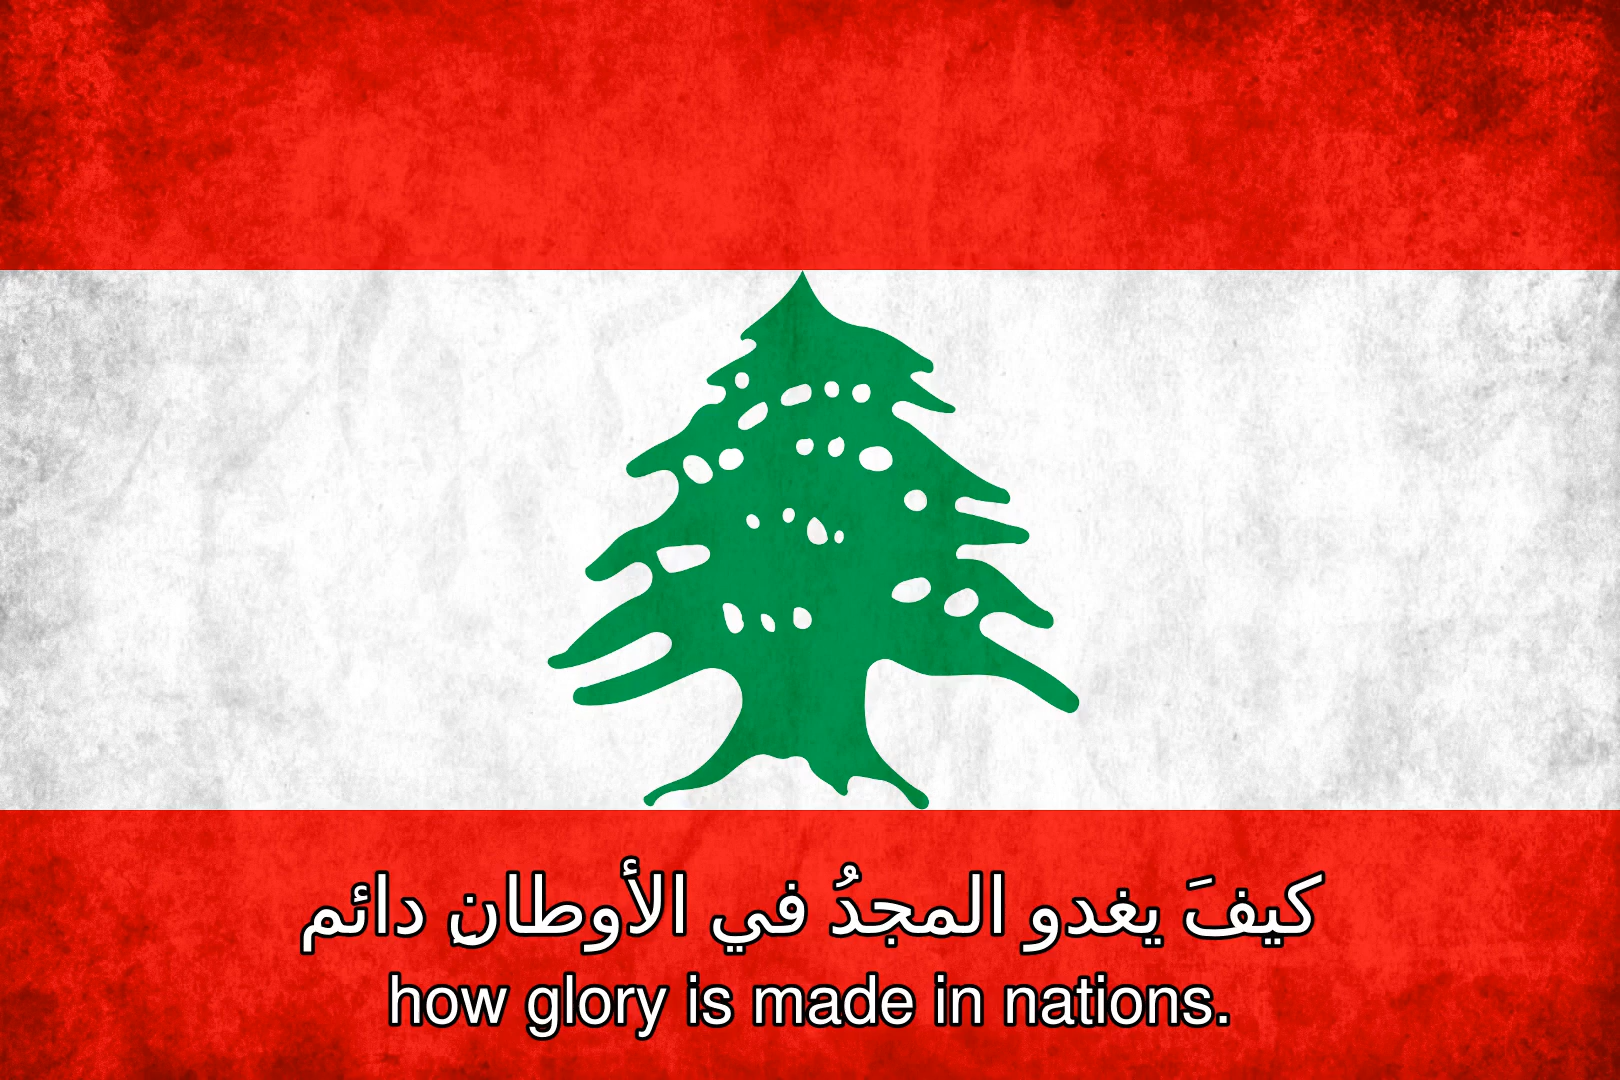 كيفَ يغدو المجدُ في الأوطانِ دائم
how glory is made in nations.